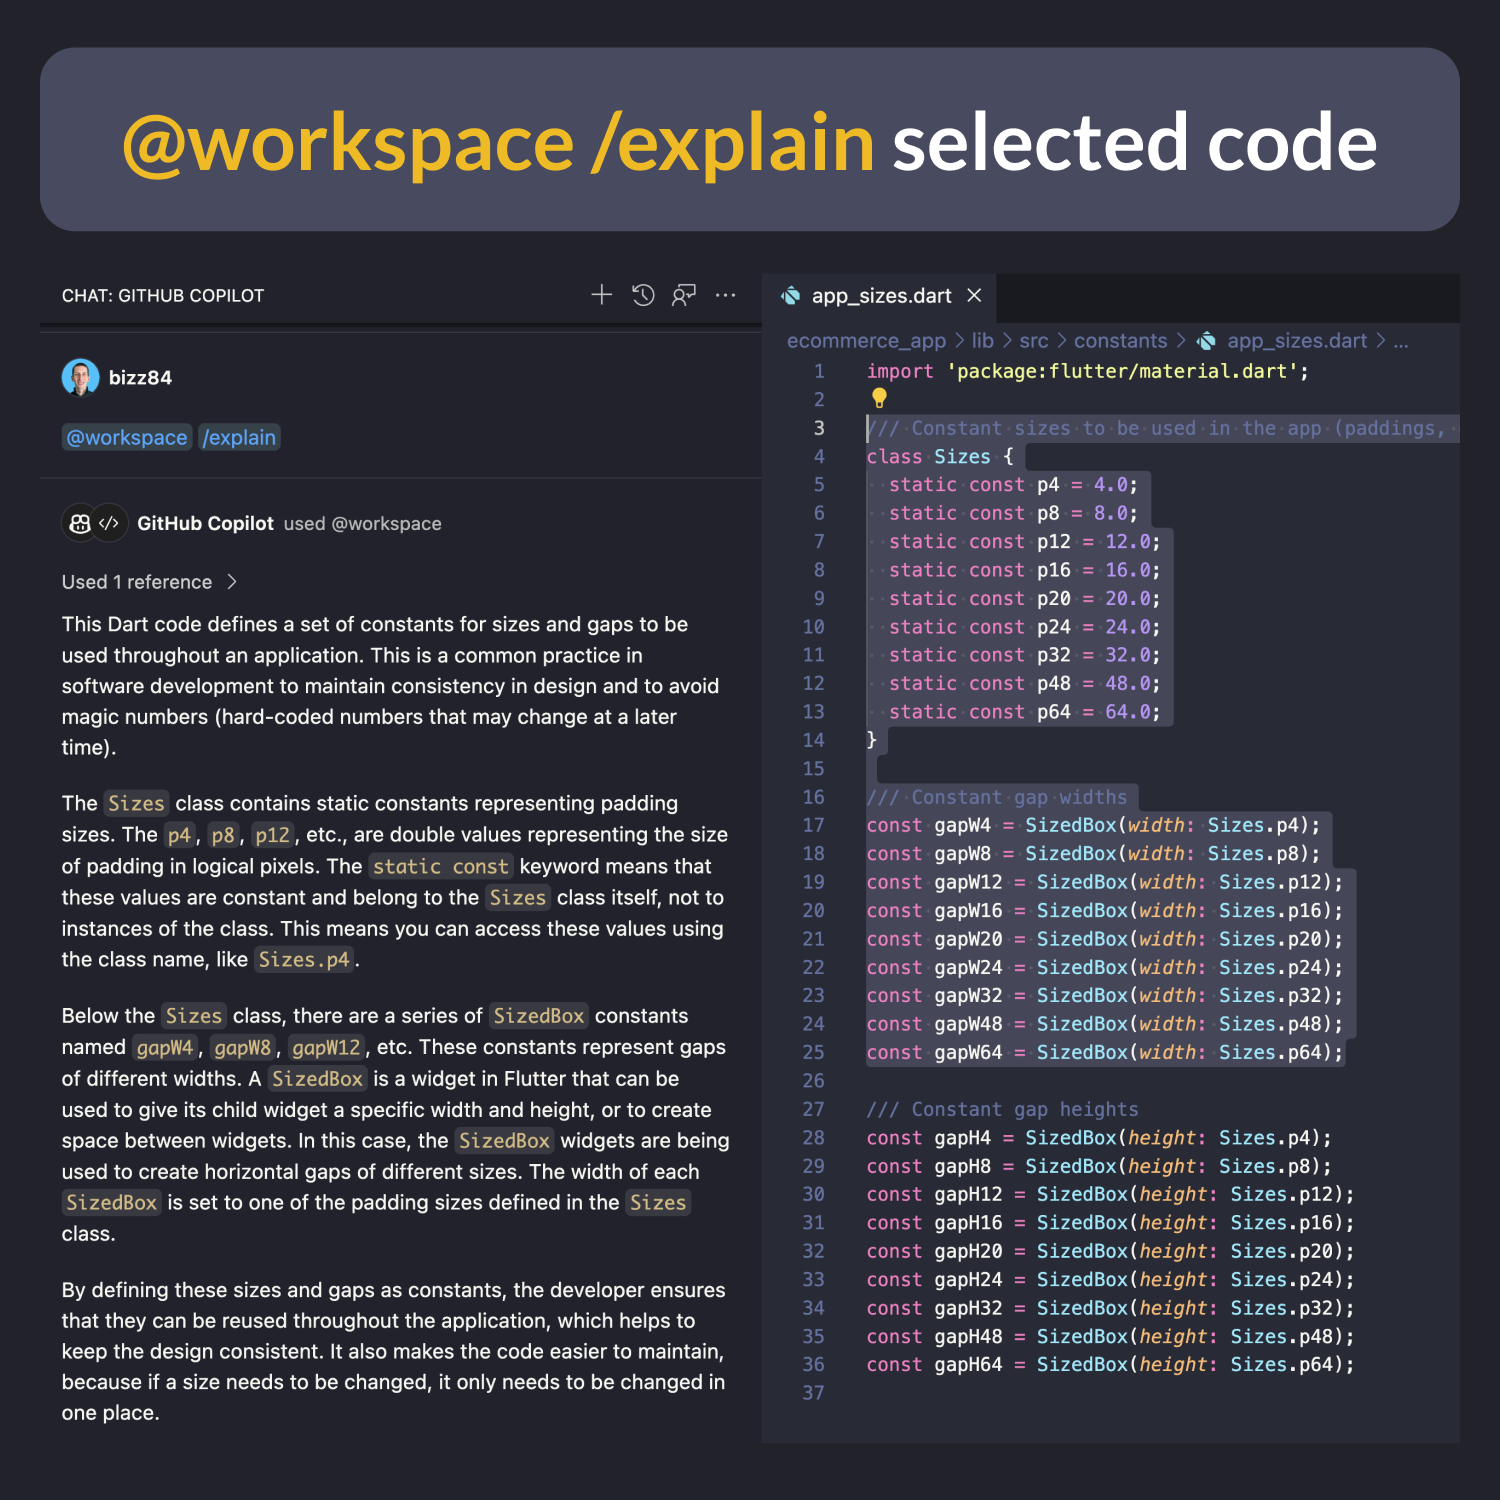 @workspace /explain selected code
CHAT: GITHUB COPILOT
bizz84
@workspace /explain
GitHub Copilot used @workspace
Used 1 reference >
This Dart code defines a set of constants for sizes and gaps to be
used throughout an application. This is a common practice in
software development to maintain consistency in design and to avoid
magic numbers (hard-coded numbers that may change at a later
time).
The Sizes class contains static constants representing padding
sizes. The p4, p8, p12, etc., are double values representing the size
of padding in logical pixels. The static const keyword means that
these values are constant and belong to the Sizes class itself, not to
instances of the class. This means you can access these values using
the class name, like Sizes.p4.
Below the Sizes class, there are a series of SizedBox constants
named gapW4, gapW8, gapW12, etc. These constants represent gaps
of different widths. A SizedBox is a widget in Flutter that can be
used to give its child widget a specific width and height, or to create
space between widgets. In this case, the SizedBox widgets are being
used to create horizontal gaps of different sizes. The width of each
SizedBox is set to one of the padding sizes defined in the Sizes
class.
By defining these sizes and gaps as constants, the developer ensures
that they can be reused throughout the application, which helps to
keep the design consistent. It also makes the code easier to maintain,
because if a size needs to be changed, it only needs to be changed in
one place.
app_sizes.dart
ecommerce_app > lib > src > constants > app_sizes.dart > ...
1 import 'package:flutter/material.dart';
2
3 /// Constant sizes to be used in the app (paddings,
4 class Sizes {
5 static const p4 = 4.0;
6 static const p8 = 8.0;
7 static const p12 = 12.0;
8 static const p16 = 16.0;
9 static const p20 = 20.0;
10 static const p24 = 24.0;
11 static const p32 = 32.0;
12 static const p48 = 48.0;
13 static const p64 = 64.0;
14 }
15
16 /// Constant gap widths
17 const gapW4 = SizedBox(width: Sizes.p4);
18 const gapW8 = SizedBox(width: Sizes.p8);
19 const gapW12 = SizedBox(width: Sizes.p12);
20 const gapW16 = SizedBox(width: Sizes.p16);
21 const gapW20 = SizedBox(width: Sizes.p20);
22 const gapW24 = SizedBox(width: Sizes.p24);
23 const gapW32 = SizedBox(width: Sizes.p32);
24 const gapW48 = SizedBox(width: Sizes.p48);
25 const gapW64 = SizedBox(width: Sizes.p64);
26
27 /// Constant gap heights
28 const gapH4 = SizedBox(height: Sizes.p4);
29 const gapH8 = SizedBox(height: Sizes.p8);
30 const gapH12 = SizedBox(height: Sizes.p12);
31 const gapH16 = SizedBox(height: Sizes.p16);
32 const gapH20 = SizedBox(height: Sizes.p20);
33 const gapH24 = SizedBox(height: Sizes.p24);
34 const gapH32 = SizedBox(height: Sizes.p32);
35 const gapH48 = SizedBox(height: Sizes.p48);
36 const gapH64 = SizedBox(height: Sizes.p64);
37